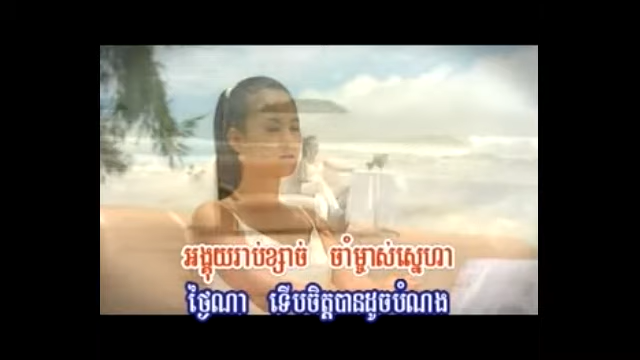 អង្គុយរាប់ខ្សាច់ ចាំម្ចាស់ស្នេហា
ថ្ងៃណា ទើបចិត្តបានដូចបំណង